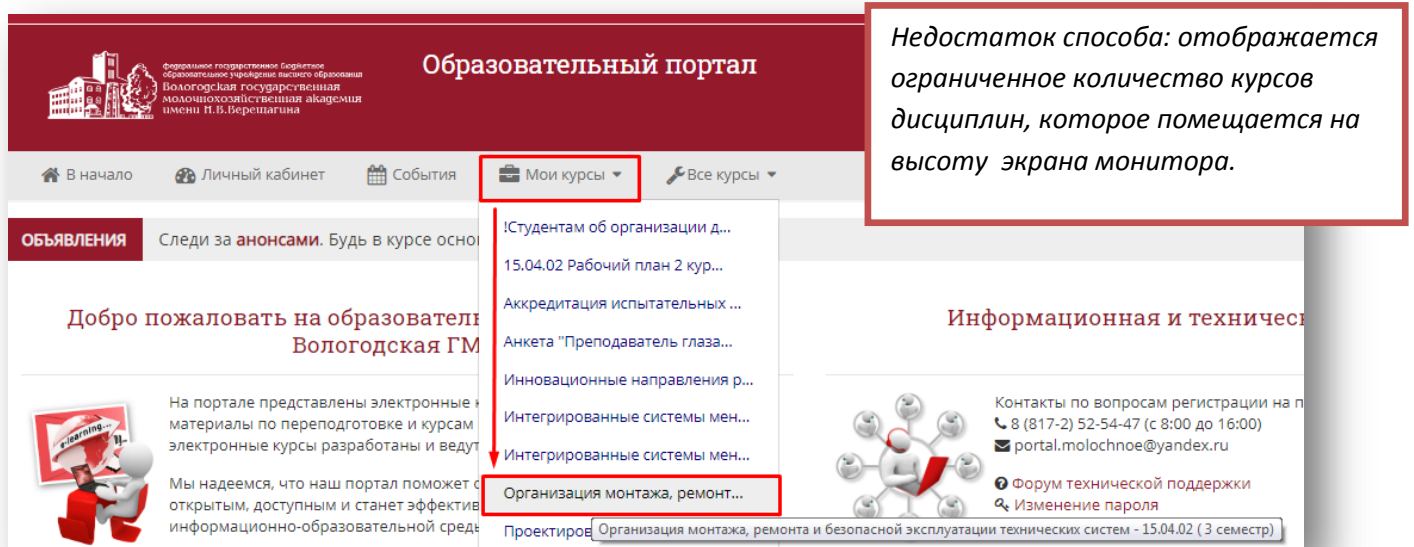 федеральное государственное бюджетное
образовательное учреждение высшего образования
Вологодская государственная
молочнохозяйственная академия
имени Н.В.Верещагина
Образовательный портал
Недостаток способа: отображается
ограниченное количество курсов
дисциплин, которое помещается на
высоту экрана монитора.
В начало Личный кабинет События Мои курсы Все курсы
ОБЪЯВЛЕНИЯ Следи за анонсами. Будь в курсе осно
!Студентам об организации д...
15.04.02 Рабочий план 2 кур...
Аккредитация испытательных ...
Анкета "Преподаватель глаза...
Инновационные направления р...
Интегрированные системы мен...
Интегрированные системы мен...
Организация монтажа, ремонт...
Проектиров
Организация монтажа, ремонта и безопасной эксплуатации технических систем - 15.04.02 ( 3 семестр)
Добро пожаловать на образовател
Вологодская ГМ
e-learning...
На портале представлены электронные
материалы по переподготовке и курсам
электронные курсы разработаны и ведут
Мы надеемся, что наш портал поможет
открытым, доступным и станет эффектив
информационно-образовательной сред
Информационная и техничес
Контакты по вопросам регистрации на п
8 (817-2) 52-54-47 (с 8:00 до 16:00)
portal.molochnoe@yandex.ru
Форум технической поддержки
Изменение пароля